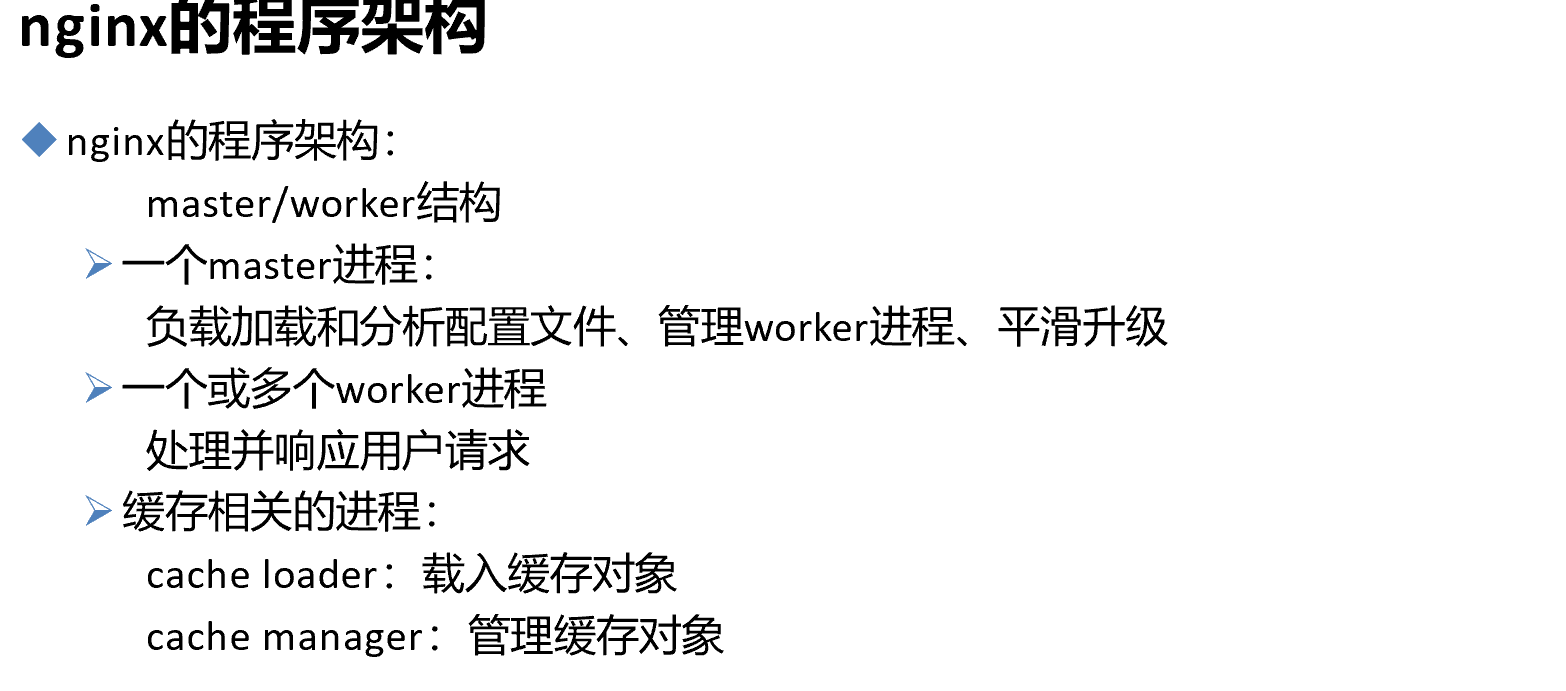 nginx的程序架构
nginx的程序架构：
master/worker结构
一个master进程：
负载加载和分析配置文件、管理worker进程、平滑升级
一个或多个worker进程
处理并响应用户请求
缓存相关的进程：
cache loader：载入缓存对象
cache manager：管理缓存对象